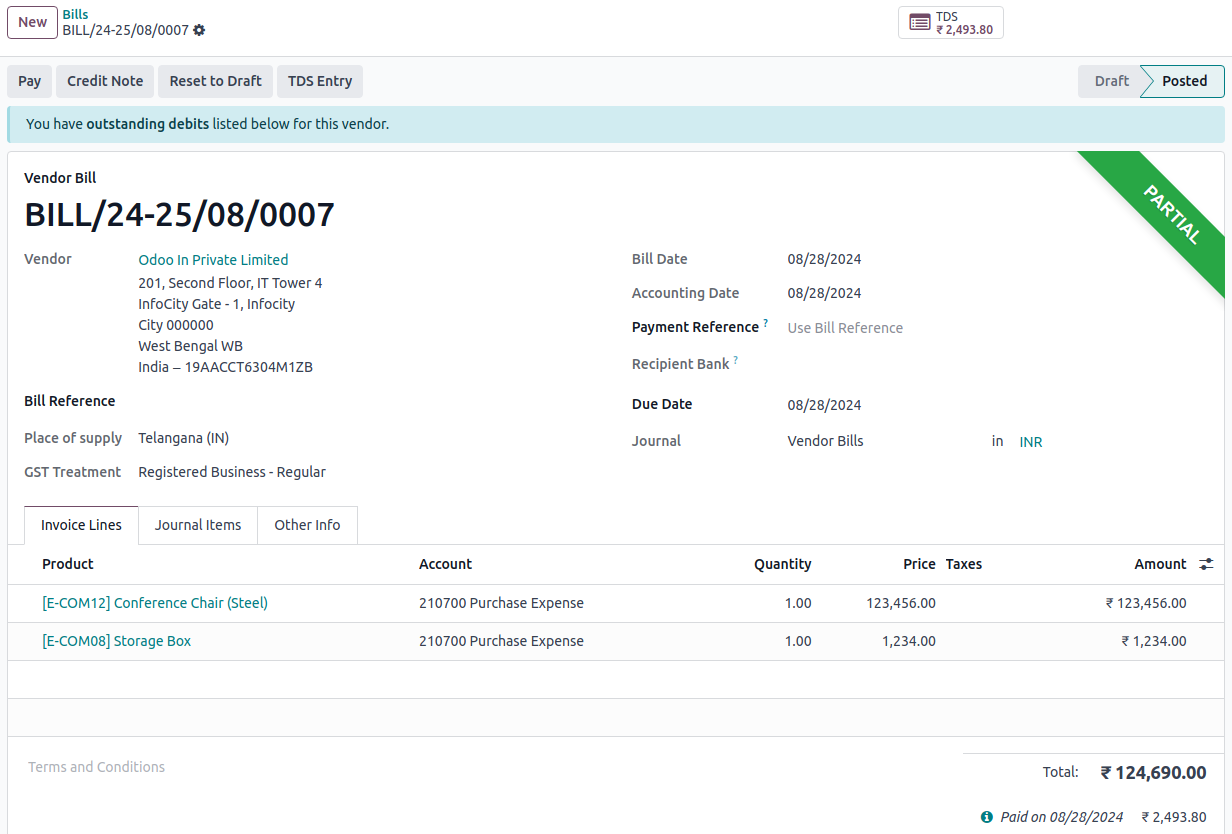 New
Bills
BILL/24-25/08/0007
TDS
₹ 2,493.80
Pay Credit Note Reset to Draft TDS Entry Draft Posted
You have outstanding debits listed below for this vendor.
PARTIAL
Vendor Bill
BILL/24-25/08/0007
Vendor Odoo In Private Limited
201, Second Floor, IT Tower 4
InfoCity Gate - 1, Infocity
City 000000
West Bengal WB
India – 19AACCT6304M1ZB
Bill Reference
Place of supply Telangana (IN)
GST Treatment Registered Business - Regular
Bill Date 08/28/2024
Accounting Date 08/28/2024
Payment Reference ? Use Bill Reference
Recipient Bank ?
Due Date 08/28/2024
Journal Vendor Bills in INR
Invoice Lines Journal Items Other Info
Product Account Quantity Price Taxes Amount
[E-COM12] Conference Chair (Steel) 210700 Purchase Expense 1.00 123,456.00 ₹ 123,456.00
[E-COM08] Storage Box 210700 Purchase Expense 1.00 1,234.00 ₹ 1,234.00
Terms and Conditions
Total: ₹ 124,690.00
Paid on 08/28/2024 ₹ 2,493.80